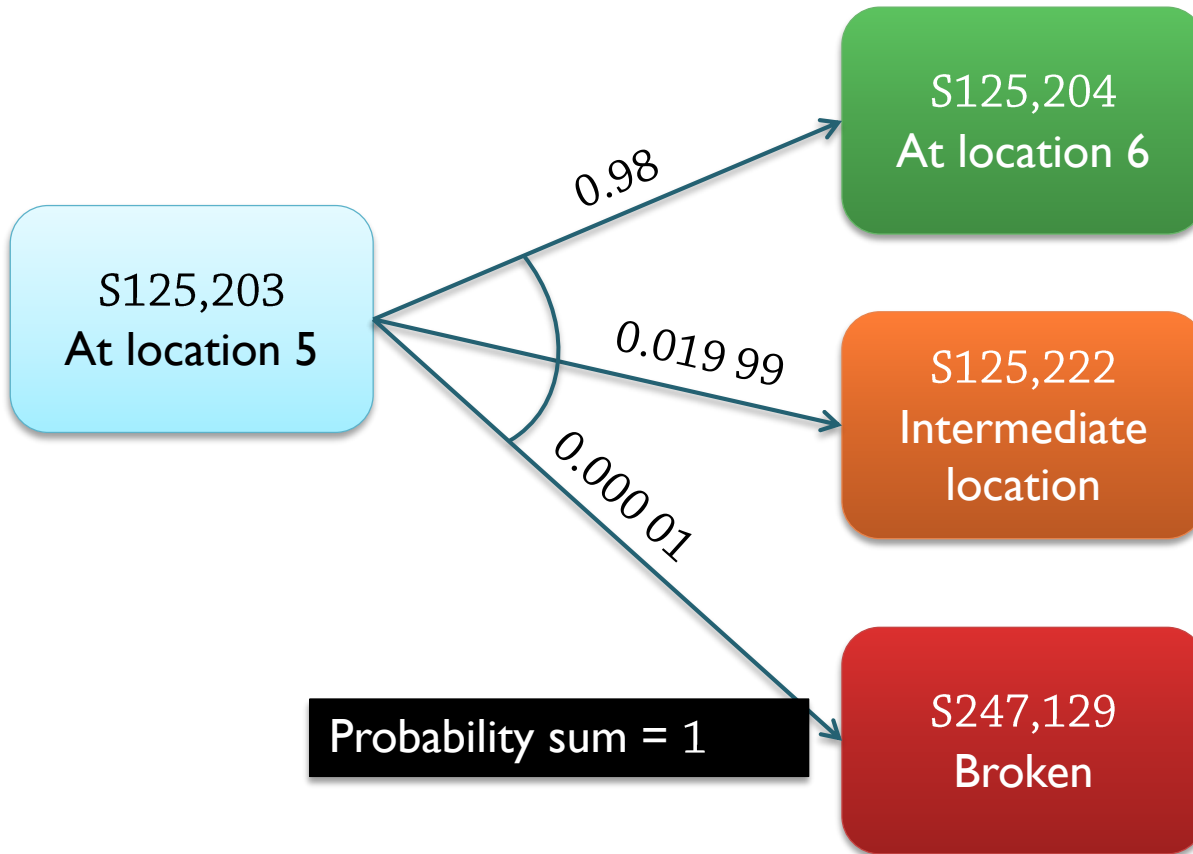 S125,204
At location 6
0.98
S125,203
At location 5
0.019 99
S125,222
Intermediate
location
0.000 01
Probability sum = 1
S247,129
Broken